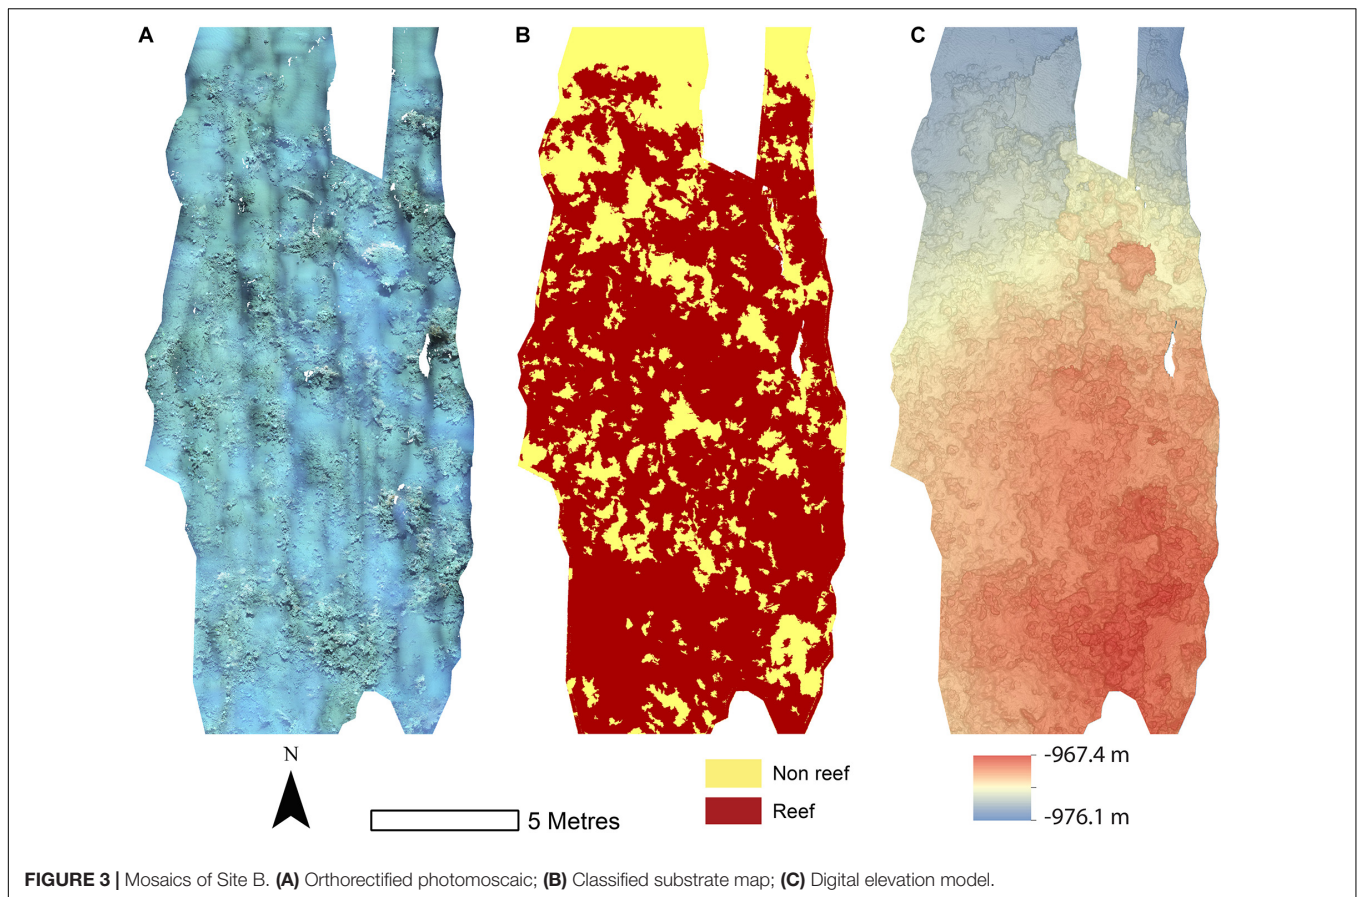 A
B
C
N
5 Metres
Non reef
Reef
-967.4 m
-976.1 m
FIGURE 3 | Mosaics of Site B. (A) Orthorectified photomoscaic; (B) Classified substrate map; (C) Digital elevation model.